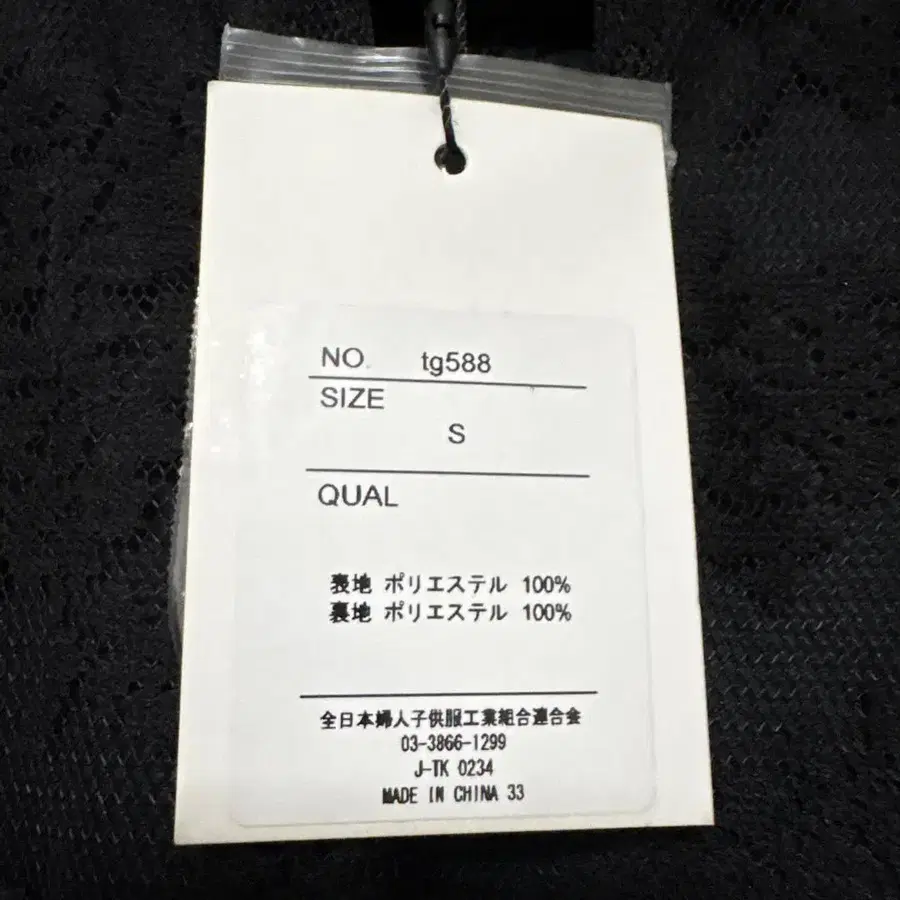 NO. tg588
SIZE
S
QUAL
表地 ポリエステル 100%
裏地 ポリエステル 100%
全日本婦人子供服工業組合連合会
03-3866-1299
J-TK 0234
MADE IN CHINA 33